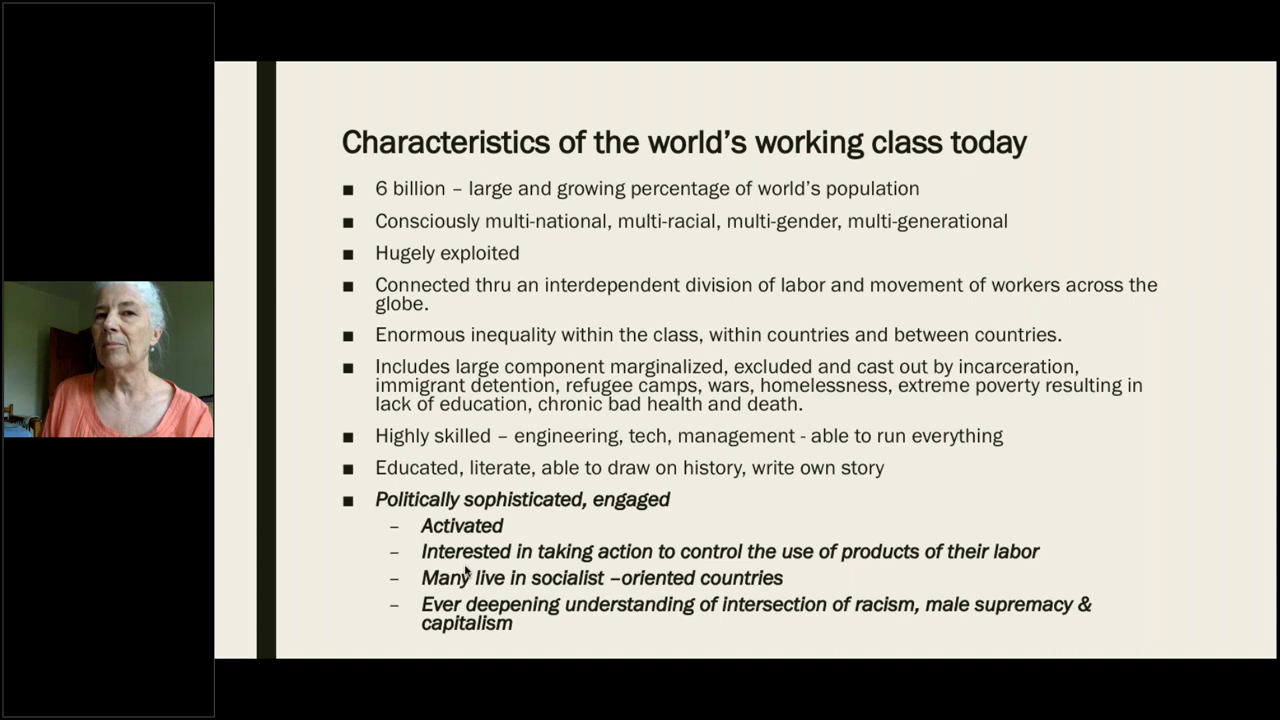 Characteristics of the world's working class today
■ 6 billion – large and growing percentage of world's population
■ Consciously multi-national, multi-racial, multi-gender, multi-generational
■ Hugely exploited
■ Connected thru an interdependent division of labor and movement of workers across the
globe.
■ Enormous inequality within the class, within countries and between countries.
■ Includes large component marginalized, excluded and cast out by incarceration,
immigrant detention, refugee camps, wars, homelessness, extreme poverty resulting in
lack of education, chronic bad health and death.
■ Highly skilled – engineering, tech, management - able to run everything
■ Educated, literate, able to draw on history, write own story
■ Politically sophisticated, engaged
– Activated
– Interested in taking action to control the use of products of their labor
– Many live in socialist –oriented countries
– Ever deepening understanding of intersection of racism, male supremacy &
capitalism